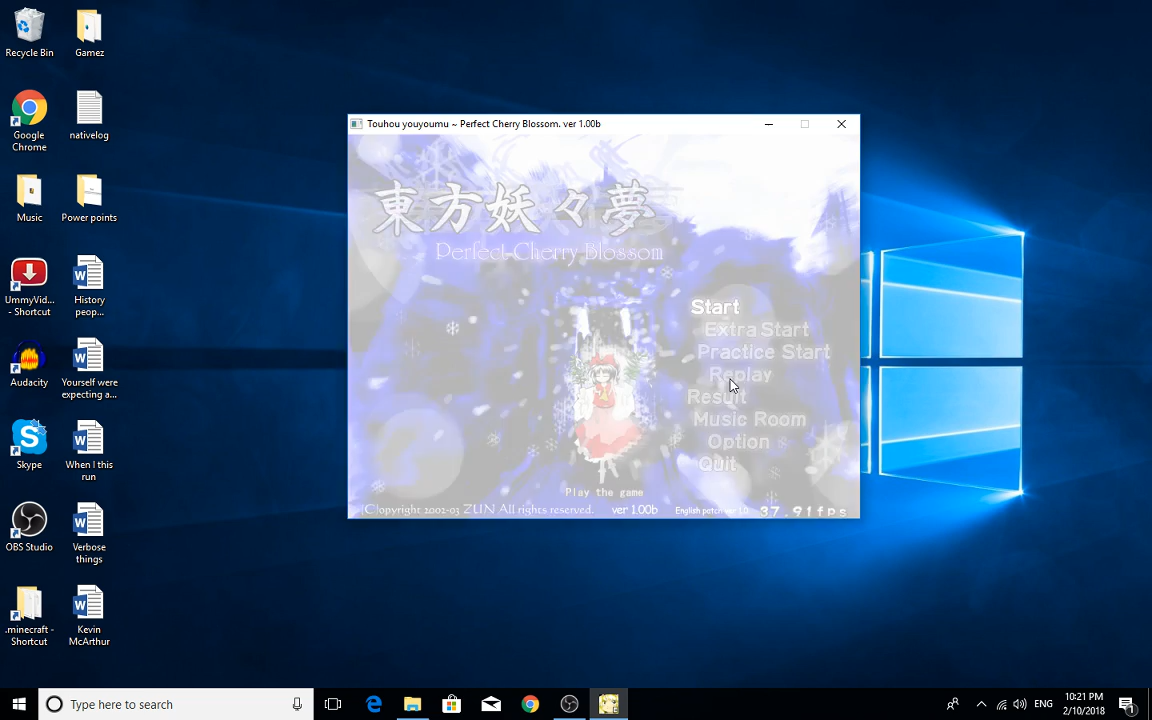 Recycle Bin
Gamez
Google
Chrome
nativelog
Music
Power points
UmmyVid...
- Shortcut
History
peop...
Audacity
Yourself were
expecting a...
Skype
When I this
run
OBS Studio
Verbose
things
.minecraft -
Shortcut
Kevin
McArthur
Touhou youyoumu ~ Perfect Cherry Blossom. ver 1.00b
東方妖々夢
Perfect Cherry Blossom
Start
Extra Start
Practice Start
Replay
Result
Music Room
Option
Quit
Play the game
(C)opyright 2002-03 ZUN All rights reserved. ver 1.00b English patch ver 1.0 37.91fps
Type here to search
ENG
10:21 PM
2/10/2018
1